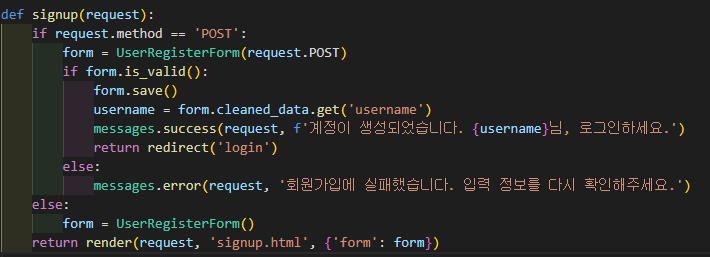 def signup(request):
    if request.method == 'POST':
        form = UserRegisterForm(request.POST)
        if form.is_valid():
            form.save()
            username = form.cleaned_data.get('username')
            messages.success(request, f'계정이 생성되었습니다. {username}님, 로그인하세요.')
            return redirect('login')
        else:
            messages.error(request, '회원가입에 실패했습니다. 입력 정보를 다시 확인해주세요.')
    else:
        form = UserRegisterForm()
    return render(request, 'signup.html', {'form': form})